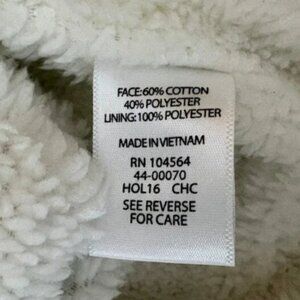 FACE:60% COTTON
40% POLYESTER
LINING:100% POLYESTER
MADE IN VIETNAM
RN 104564
44-00070
HOL16 CHC
SEE REVERSE
FOR CARE